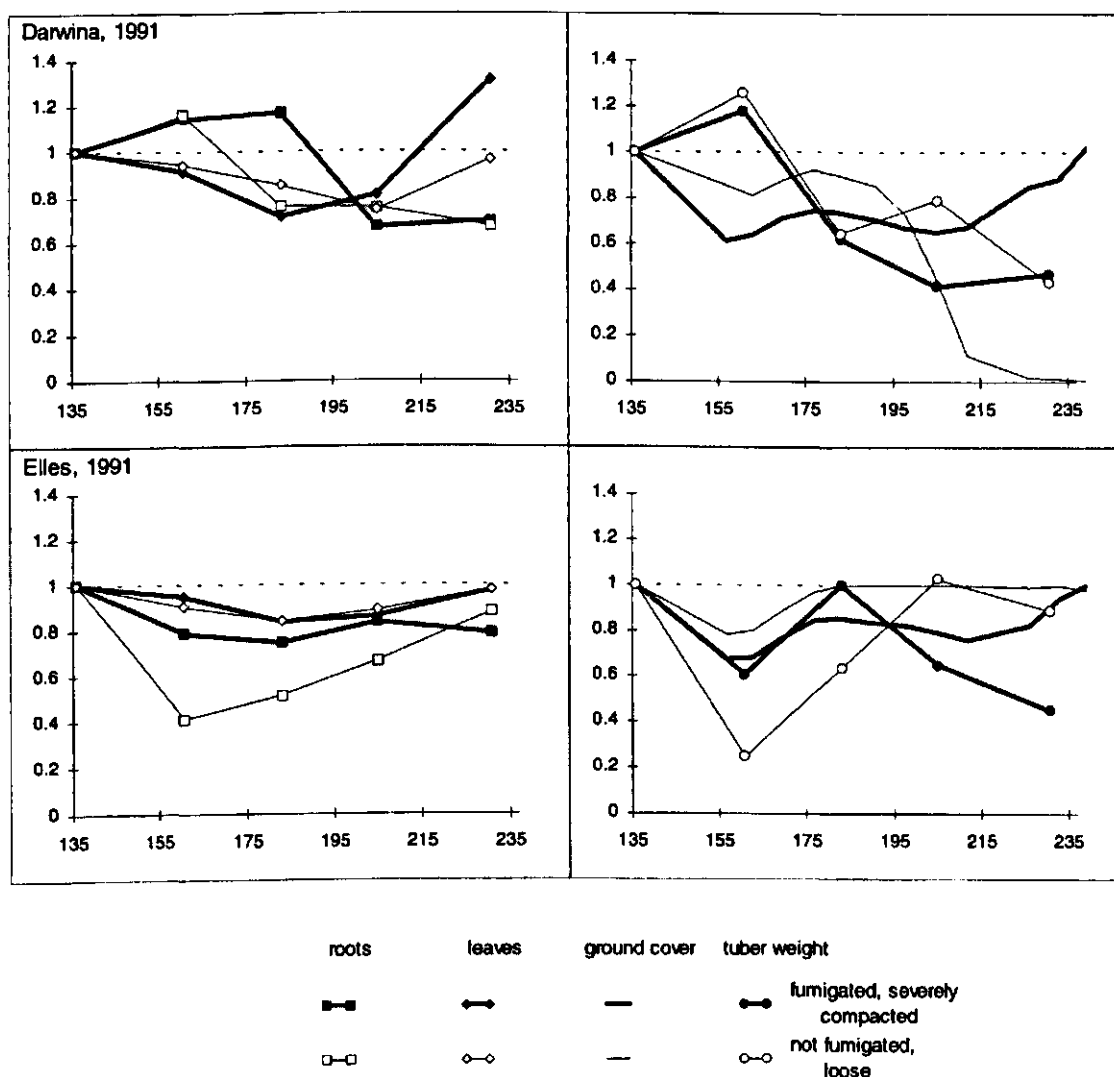 Darwina, 1991
1.4
1.2
1
0.8
0.6
0.4
0.2
0
135 155 175 195 215 235
1.4
1.2
1
0.8
0.6
0.4
0.2
0
135 155 175 195 215 235
Elles, 1991
1.4
1.2
1
0.8
0.6
0.4
0.2
0
135 155 175 195 215 235
1.4
1.2
1
0.8
0.6
0.4
0.2
0
135 155 175 195 215 235
roots leaves ground cover tuber weight
fumigated, severely
compacted
not fumigated,
loose